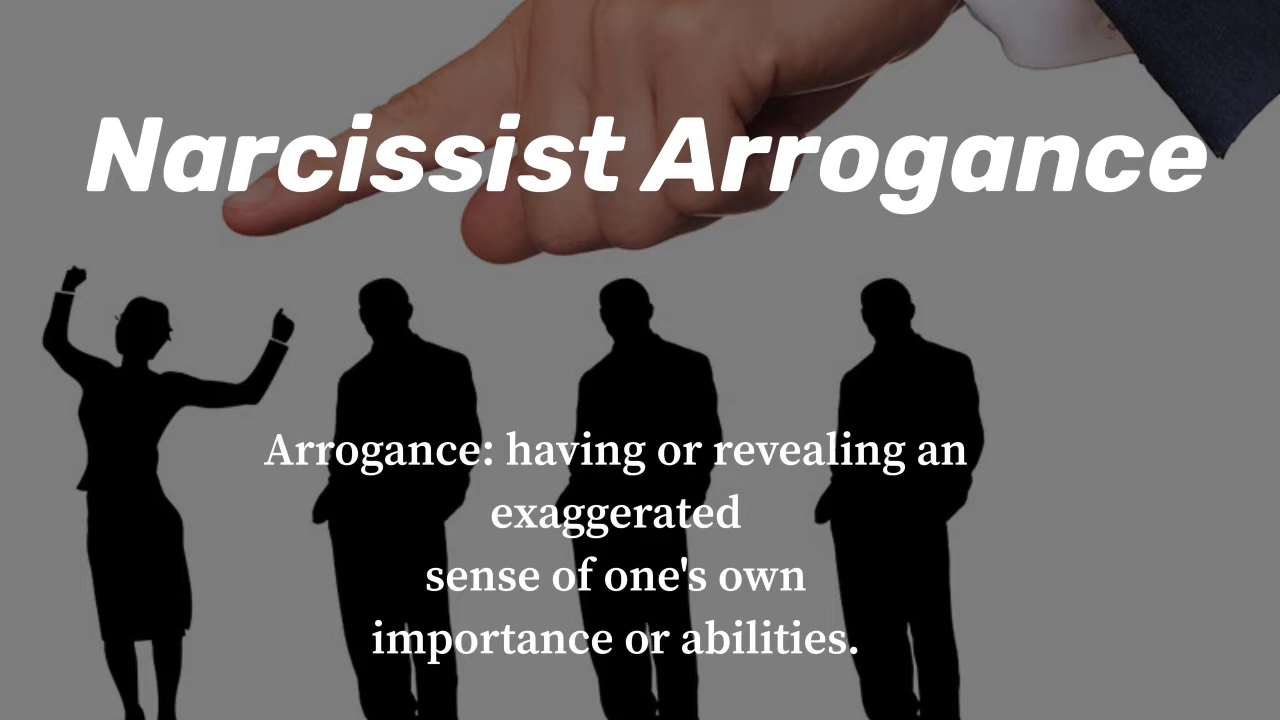 Narcissist Arrogance
Arrogance: having or revealing an
exaggerated
sense of one's own
importance or abilities.